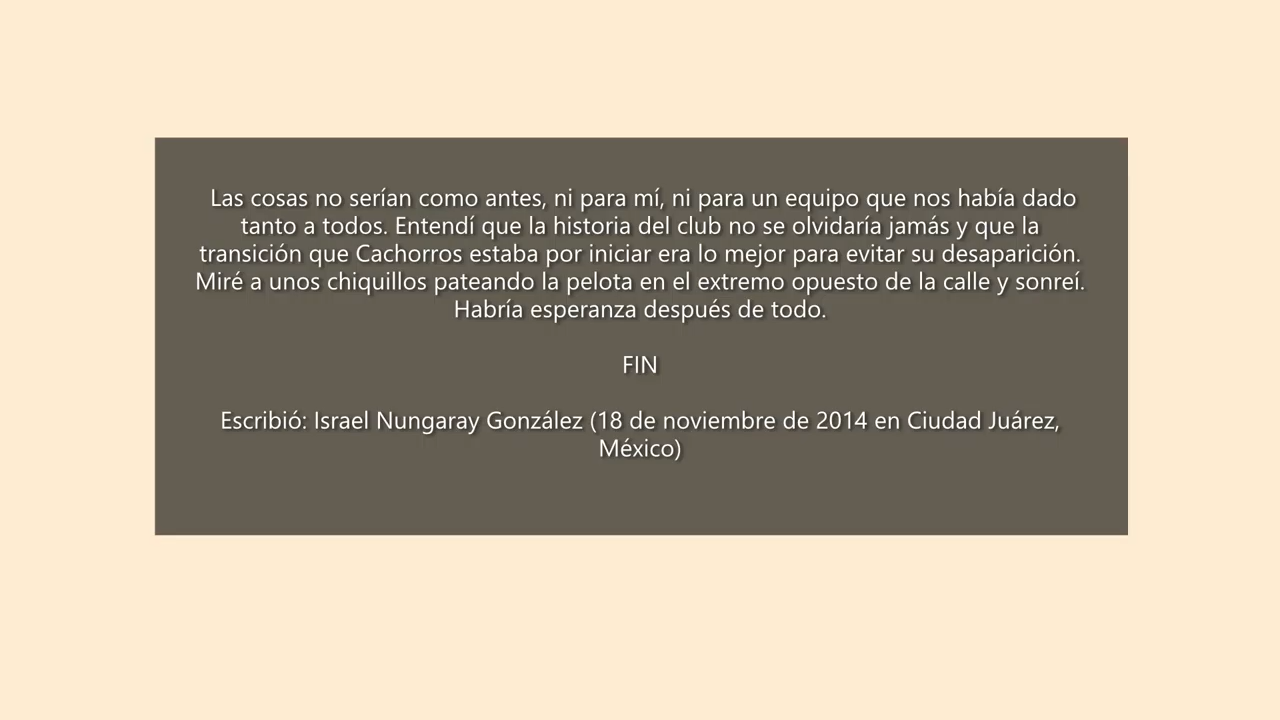 Las cosas no serían como antes, ni para mí, ni para un equipo que nos había dado
tanto a todos. Entendí que la historia del club no se olvidaría jamás y que la
transición que Cachorros estaba por iniciar era lo mejor para evitar su desaparición.
Miré a unos chiquillos pateando la pelota en el extremo opuesto de la calle y sonreí.
Habría esperanza después de todo.
FIN
Escribió: Israel Nungaray González (18 de noviembre de 2014 en Ciudad Juárez,
México)